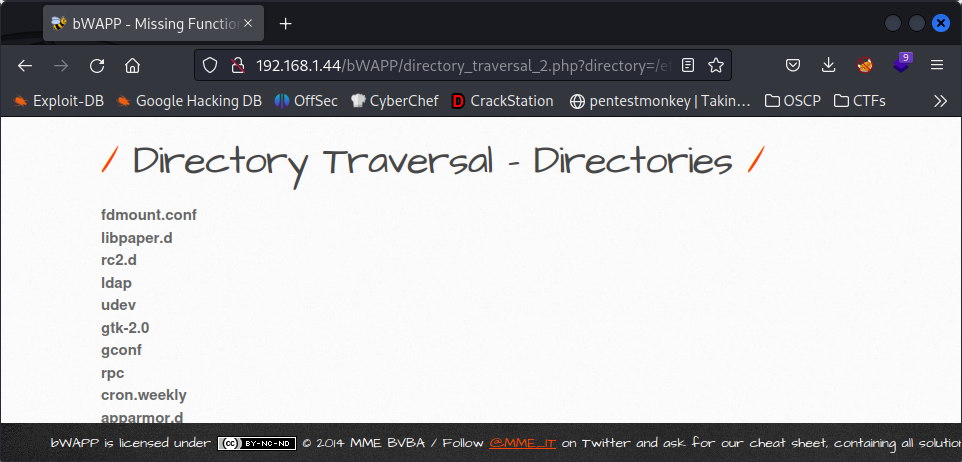 bWAPP - Missing Function
192.168.1.44/bWAPP/directory_traversal_2.php?directory=/et
9
Exploit-DB Google Hacking DB OffSec CyberChef CrackStation pentestmonkey | Takin… OSCP CTFs
/ Directory Traversal - Directories /
fdmount.conf
libpaper.d
rc2.d
ldap
udev
gtk-2.0
gconf
rpc
cron.weekly
apparmor.d
bWAPP is licensed under (cc) BY-NC-ND © 2014 MME BVBA / Follow @MME_IT on Twitter and ask for our cheat sheet, containing all solution